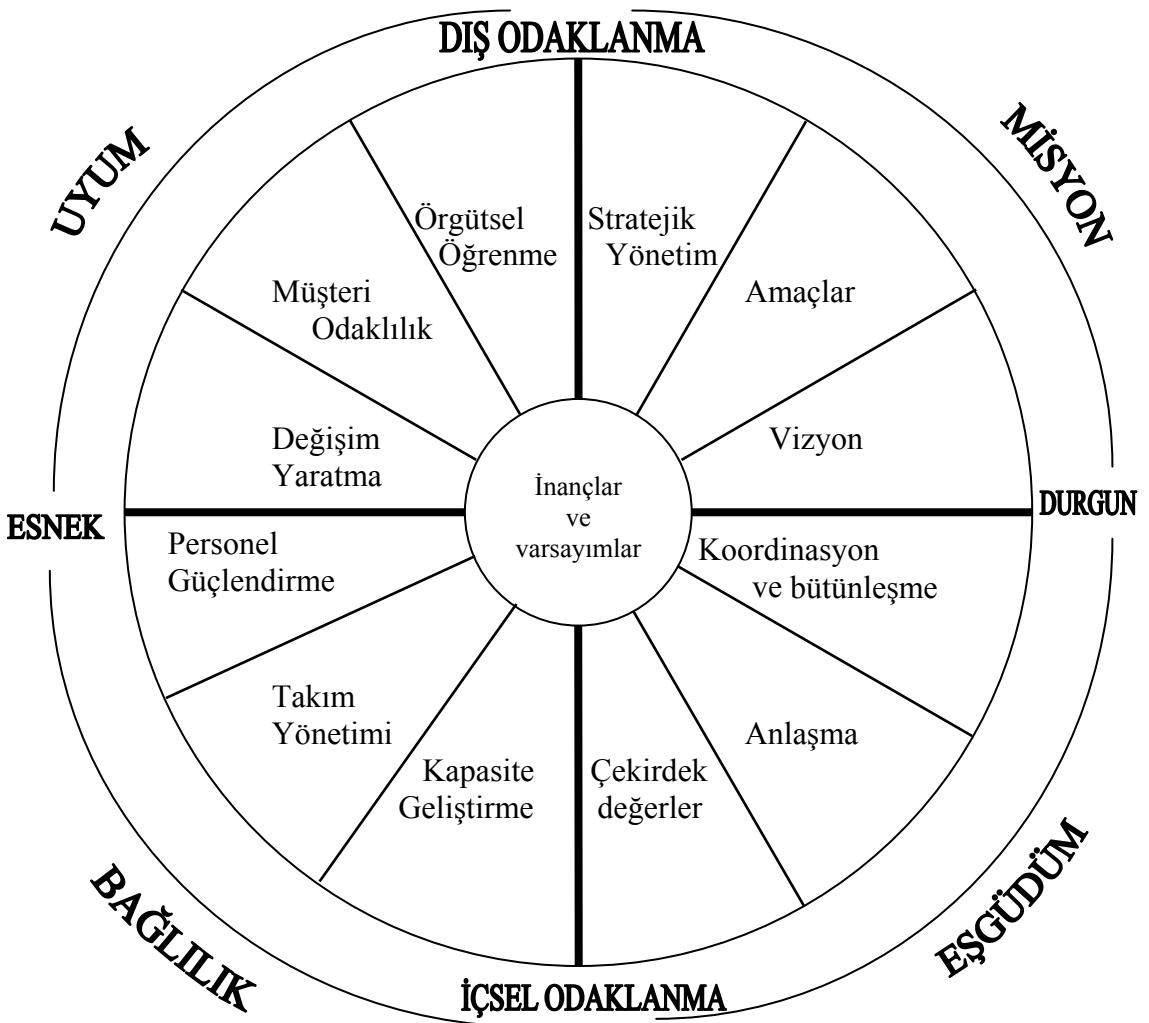 DIŞ ODAKLANMA
UYUM
MİSYON
Örgütsel
Öğrenme
Stratejik
Yönetim
Müşteri
Odaklılık
Amaçlar
Değişim
Yaratma
Vizyon
İnançlar
ve
varsayımlar
ESNEK
DURGUN
Personel
Güçlendirme
Koordinasyon
ve bütünleşme
Takım
Yönetimi
Anlaşma
Kapasite
Geliştirme
Çekirdek
değerler
BAĞLILIK
EŞGÜDÜM
İÇSEL ODAKLANMA